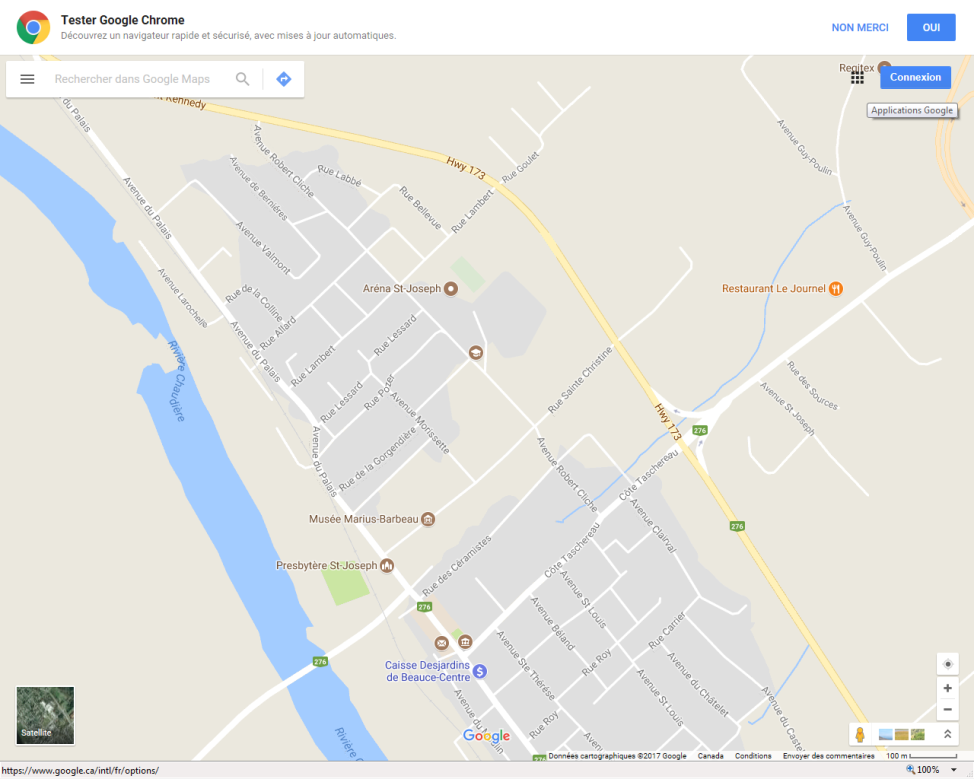 Tester Google Chrome
Découvrez un navigateur rapide et sécurisé, avec mises à jour automatiques.
NON MERCI
OUI
Rechercher dans Google Maps
Regitex
Connexion
Applications Google
Kennedy
du Palais
Hwy 173
Avenue Robert Cliche
Rue Labbé
Rue Goulet
Avenue Guy-Poulin
Avenue de Bernières
Rue Bellevue
Rue Lambert
Avenue du Palais
Avenue Guy-Poulin
Avenue Valmont
Avenue Larochelle
Aréna St-Joseph
Restaurant Le Journel
Rue de la Colline
Rue Allard
Rue Lessard
Avenue du Palais
Rue Lambert
Rivière Chaudière
Rue Sainte Christine
Rue des Sources
Rue Lessard
Rue Potier
Avenue Morissette
Avenue St Joseph
Hwy 173
276
Avenue du Palais
Rue de la Gorgendière
Avenue Robert Cliche
Côte Taschereau
Musée Marius-Barbeau
Avenue Clairval
276
Presbytère St-Joseph
Rue des Céramistes
Côte Taschereau
276
Avenue St Louis
Avenue Béland
Rue Carrier
276
Caisse Desjardins
de Beauce-Centre
Avenue Ste Thérèse
Rue Roy
Avenue du Châtelet
Avenue St Louis
Avenue du Castel
Avenue du Palais
Rue Roy
Avenue
Satellite
Rivière
Google
276
Données cartographiques ©2017 Google
Canada
Conditions
Envoyer des commentaires
100 m
https://www.google.ca/intl/fr/options/
100%